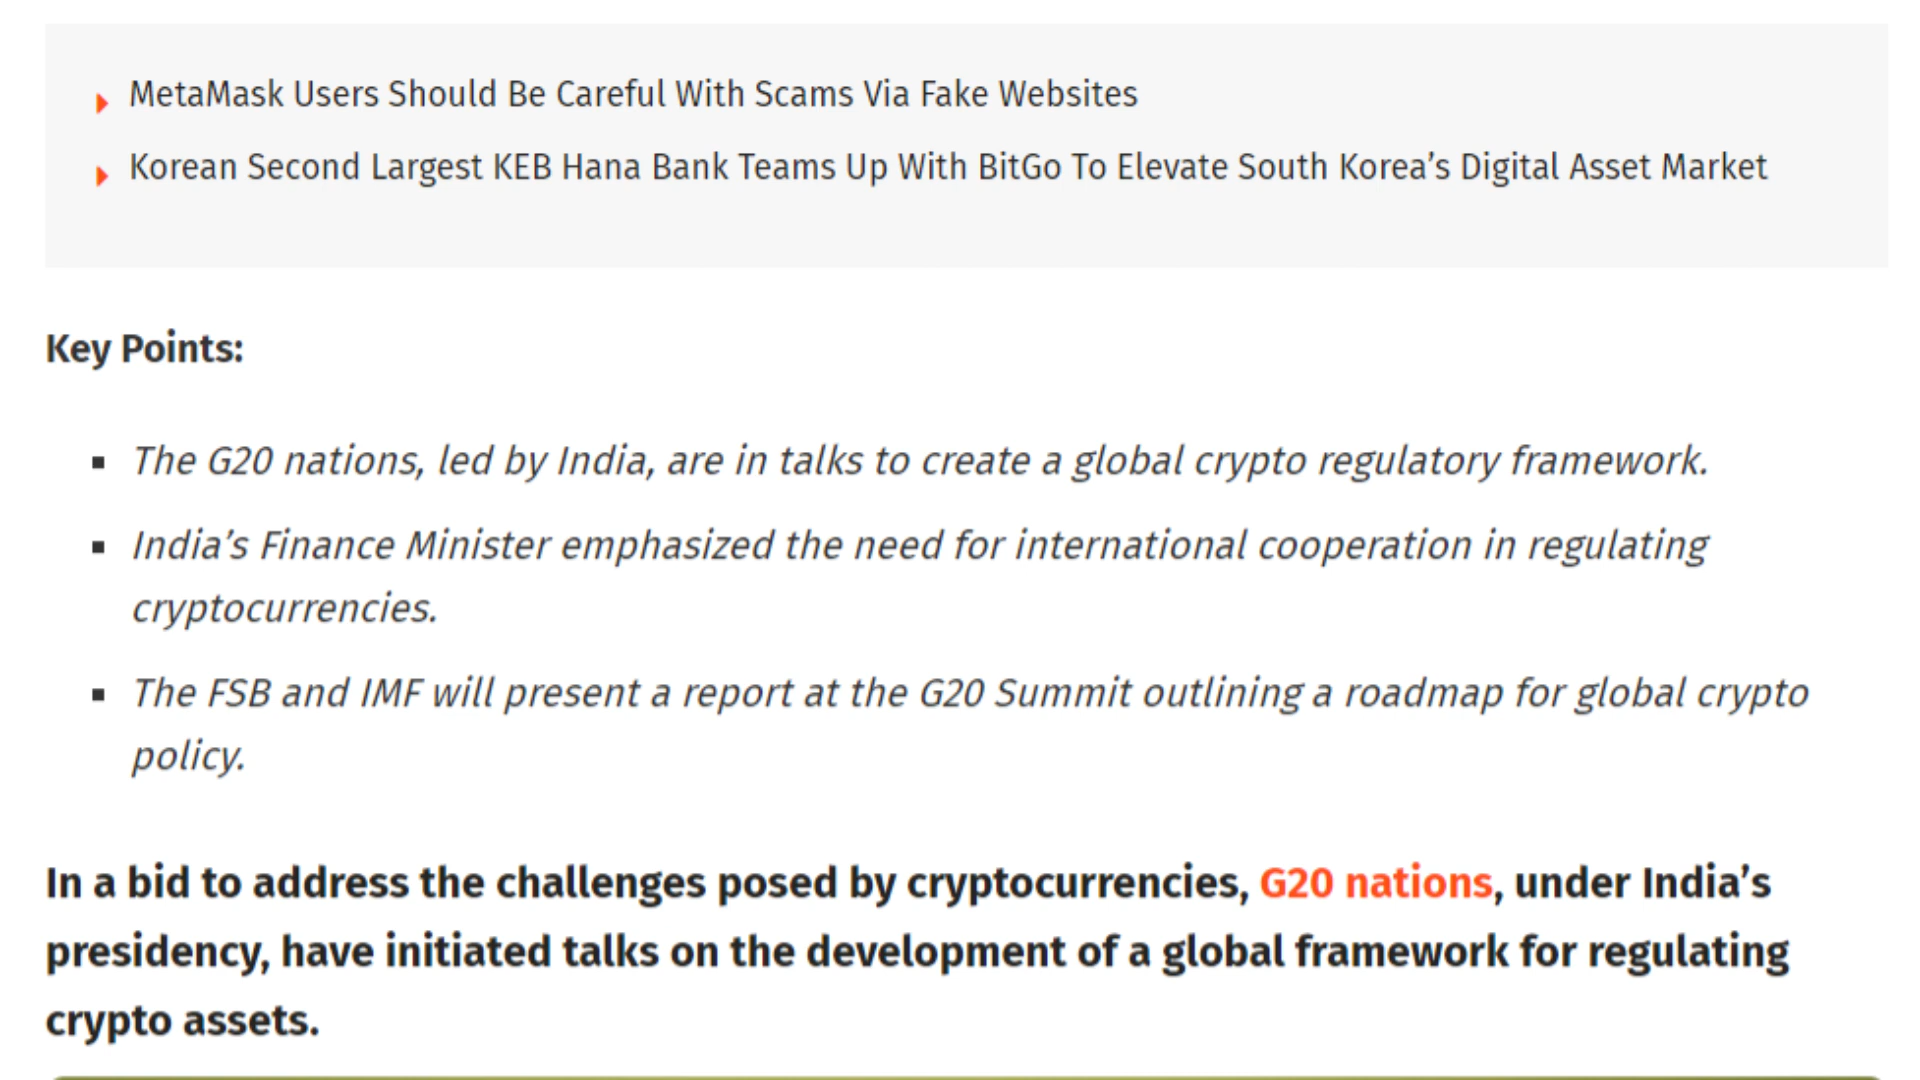 MetaMask Users Should Be Careful With Scams Via Fake Websites
Korean Second Largest KEB Hana Bank Teams Up With BitGo To Elevate South Korea’s Digital Asset Market
Key Points:
The G20 nations, led by India, are in talks to create a global crypto regulatory framework.
India’s Finance Minister emphasized the need for international cooperation in regulating
cryptocurrencies.
The FSB and IMF will present a report at the G20 Summit outlining a roadmap for global crypto
policy.
In a bid to address the challenges posed by cryptocurrencies, G20 nations, under India’s
presidency, have initiated talks on the development of a global framework for regulating
crypto assets.